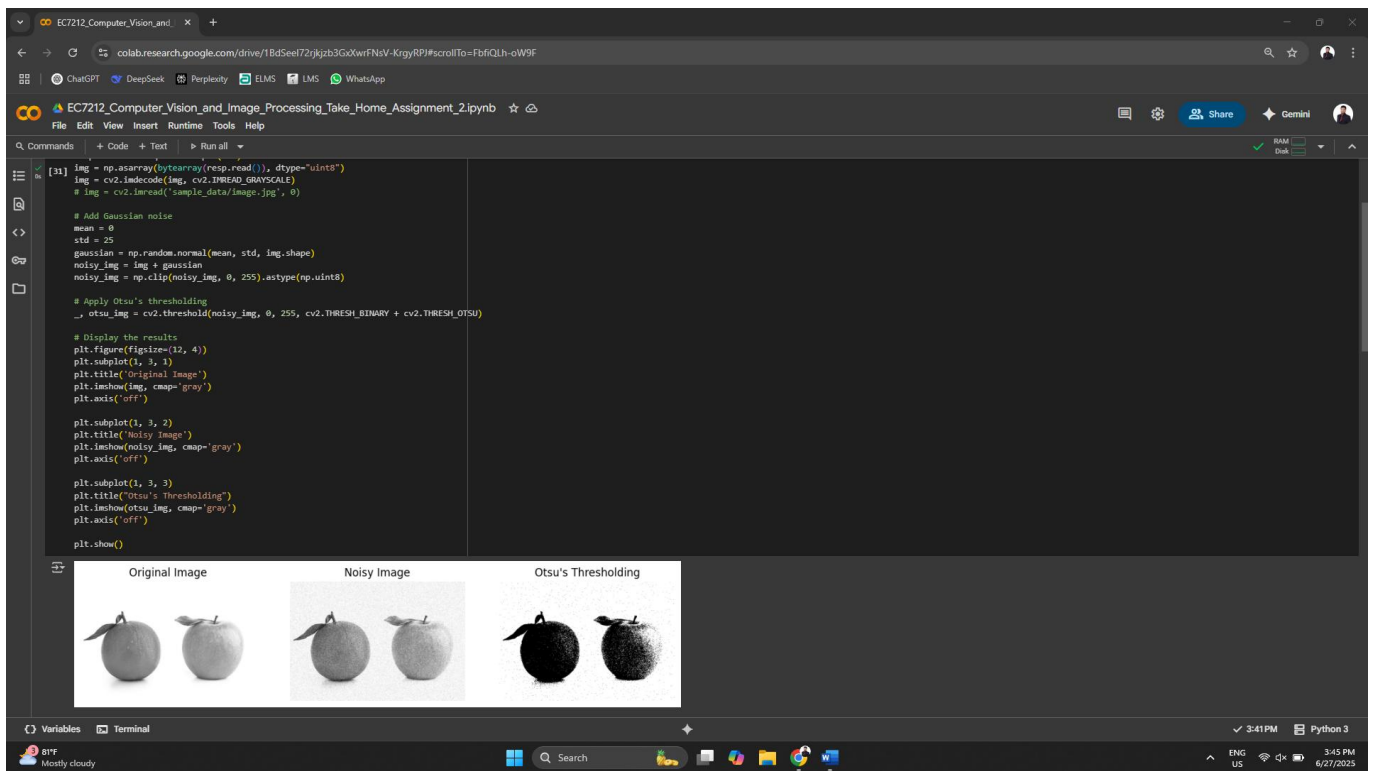 EC7212_Computer_Vision_and_
colab.research.google.com/drive/1BdSeeI72rjkjzb3GxXwrFNsV-KrgyRPJ#scrollTo=FbfiQLh-oW9F
ChatGPT DeepSeek Perplexity ELMS LMS WhatsApp
EC7212_Computer_Vision_and_Image_Processing_Take_Home_Assignment_2.ipynb
Share Gemini
File Edit View Insert Runtime Tools Help
Commands + Code + Text Run all RAM
Disk
[31] img = np.asarray(bytearray(resp.read()), dtype="uint8")
0s
img = cv2.imdecode(img, cv2.IMREAD_GRAYSCALE)
# img = cv2.imread('sample_data/image.jpg', 0)
# Add Gaussian noise
mean = 0
std = 25
gaussian = np.random.normal(mean, std, img.shape)
noisy_img = img + gaussian
noisy_img = np.clip(noisy_img, 0, 255).astype(np.uint8)
# Apply Otsu's thresholding
_, otsu_img = cv2.threshold(noisy_img, 0, 255, cv2.THRESH_BINARY + cv2.THRESH_OTSU)
# Display the results
plt.figure(figsize=(12, 4))
plt.subplot(1, 3, 1)
plt.title('Original Image')
plt.imshow(img, cmap='gray')
plt.axis('off')
plt.subplot(1, 3, 2)
plt.title('Noisy Image')
plt.imshow(noisy_img, cmap='gray')
plt.axis('off')
plt.subplot(1, 3, 3)
plt.title("Otsu's Thresholding")
plt.imshow(otsu_img, cmap='gray')
plt.axis('off')
plt.show()
Original Image Noisy Image Otsu's Thresholding
Variables Terminal 3:41 PM Python 3
3
81°F
Mostly cloudy
Search
ENG
US
3:45 PM
6/27/2025